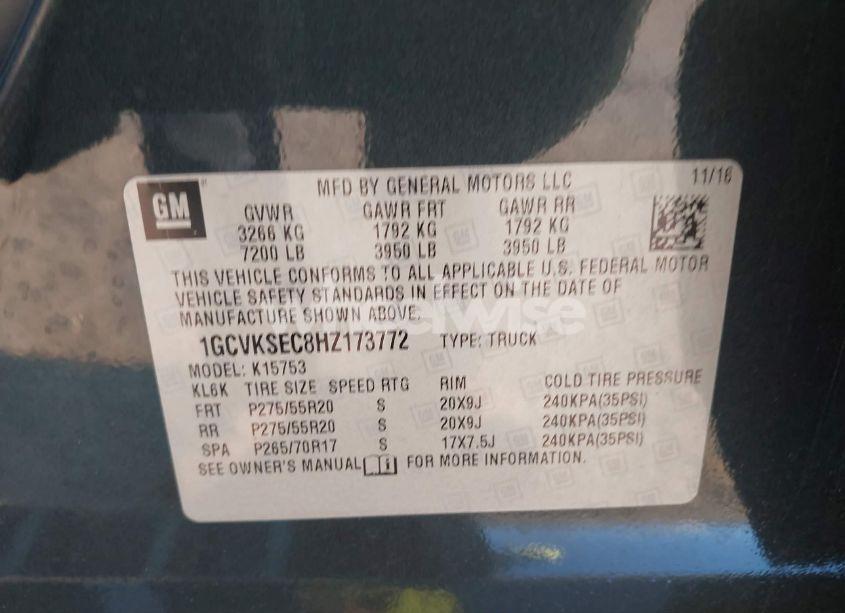 GM
MFD BY GENERAL MOTORS LLC 11/16
GVWR GAWR FRT GAWR RR
3266 KG 1792 KG 1792 KG
7200 LB 3950 LB 3950 LB
THIS VEHICLE CONFORMS TO ALL APPLICABLE U.S. FEDERAL MOTOR
VEHICLE SAFETY STANDARDS IN EFFECT ON THE DATE OF
MANUFACTURE SHOWN ABOVE.
1GCVKSEC8HZ173772 TYPE: TRUCK
MODEL: K15753
KL6K TIRE SIZE SPEED RTG RIM COLD TIRE PRESSURE
FRT P275/55R20 S 20X9J 240KPA(35PSI)
RR P275/55R20 S 20X9J 240KPA(35PSI)
SPA P265/70R17 S 17X7.5J 240KPA(35PSI)
SEE OWNER'S MANUAL FOR MORE INFORMATION.